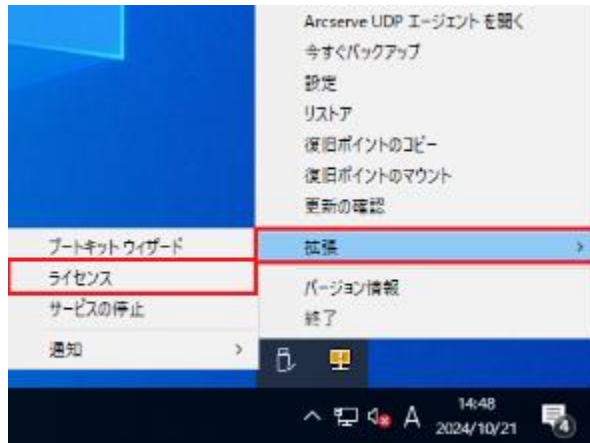 Arcserve UDP エージェント を開く
今すぐバックアップ
設定
リストア
復旧ポイントのコピー
復旧ポイントのマウント
更新の確認
拡張
バージョン情報
終了
ブートキット ウィザード
ライセンス
サービスの停止
通知
A
14:48
2024/10/21
4